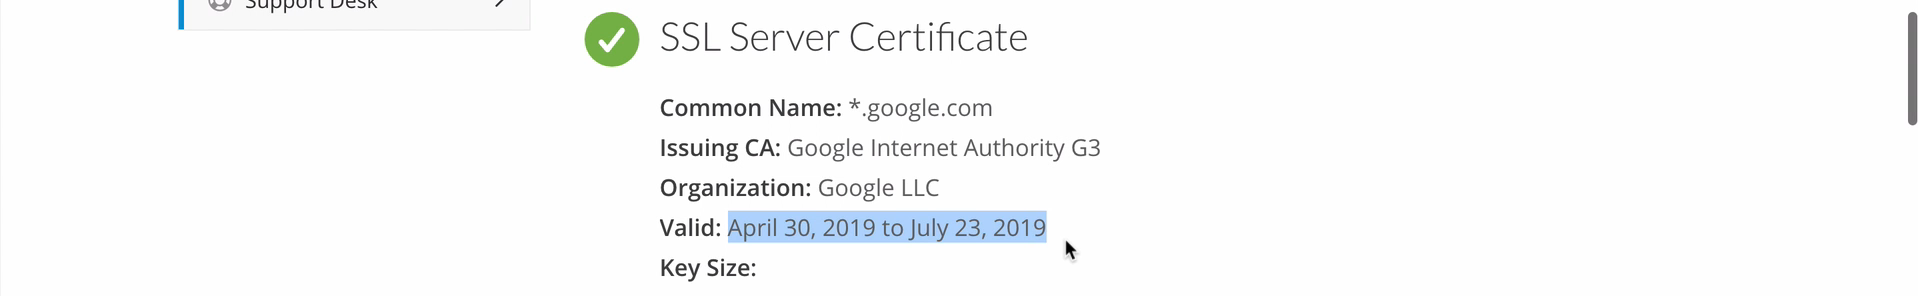 Support Desk
SSL Server Certificate
Common Name: *.google.com
Issuing CA: Google Internet Authority G3
Organization: Google LLC
Valid: April 30, 2019 to July 23, 2019
Key Size: